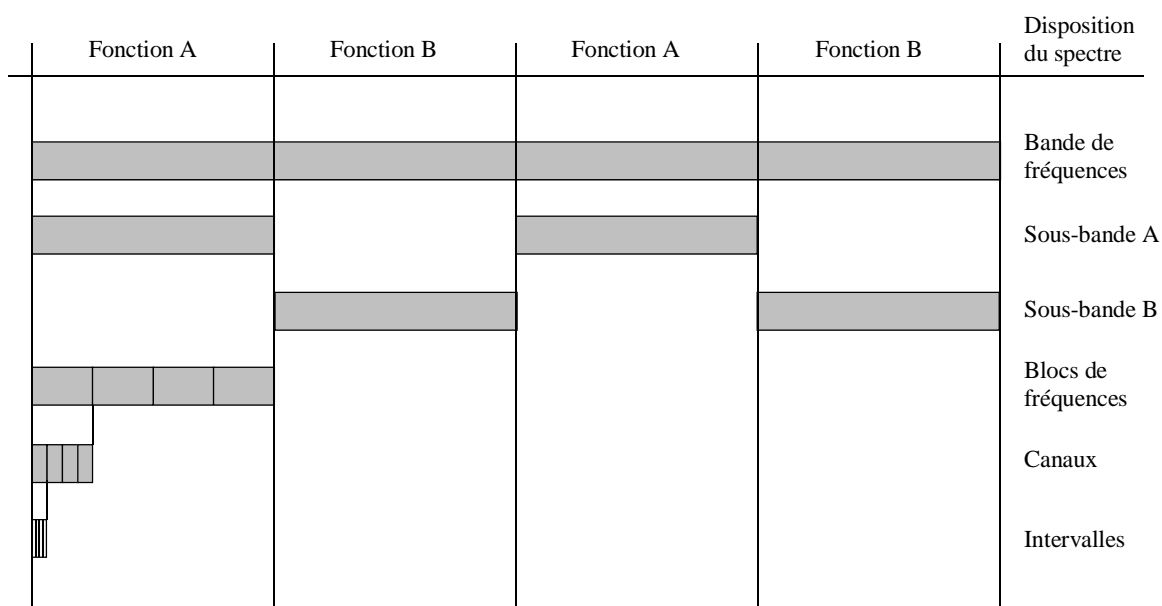 Disposition
du spectre
Fonction A
Fonction B
Fonction A
Fonction B
Bande de
fréquences
Sous-bande A
Sous-bande B
Blocs de
fréquences
Canaux
Intervalles